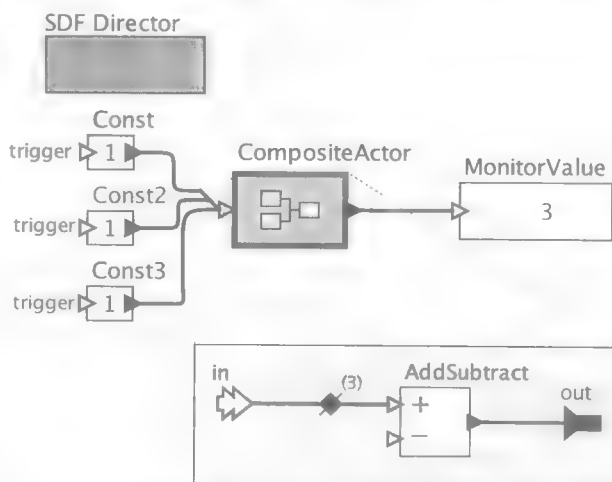 SDF Director
Const
trigger 1
CompositeActor
MonitorValue
3
Const2
trigger 1
Const3
trigger 1
in
(3)
AddSubtract
+
−
out